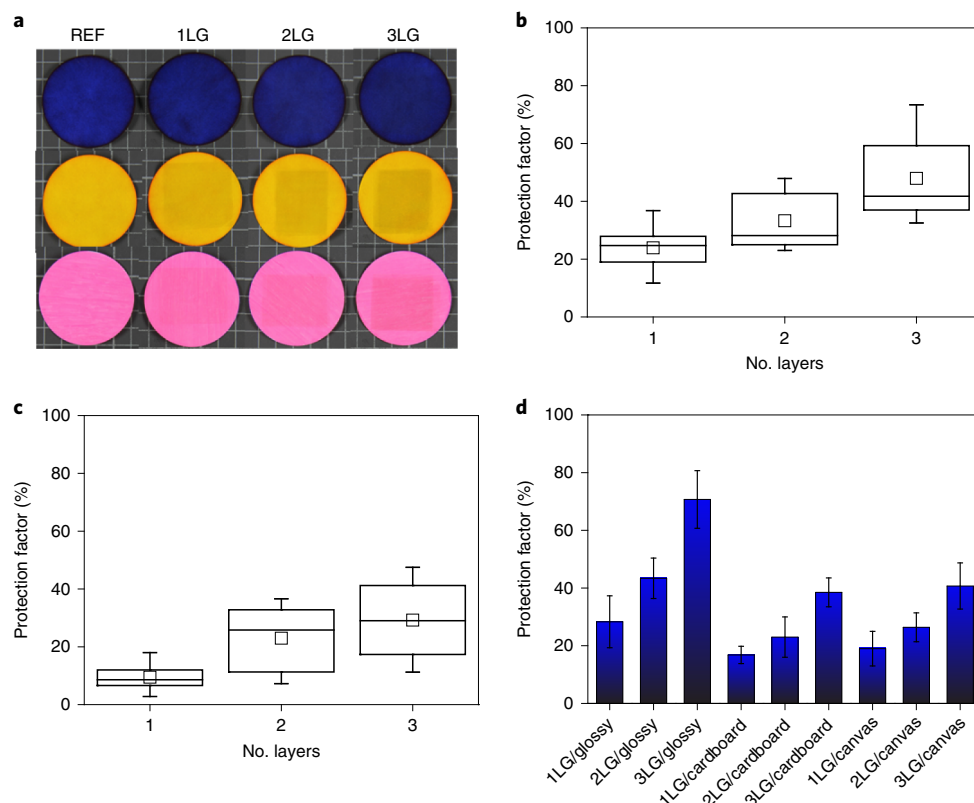 a
REF 1LG 2LG 3LG
b
100
80
60
40
20
0
Protection factor (%)
1 2 3
No. layers
c
100
80
60
40
20
0
Protection factor (%)
1 2 3
No. layers
d
100
80
60
40
20
0
Protection factor (%)
1LG/glossy
2LG/glossy
3LG/glossy
1LG/cardboard
2LG/cardboard
3LG/cardboard
1LG/canvas
2LG/canvas
3LG/canvas